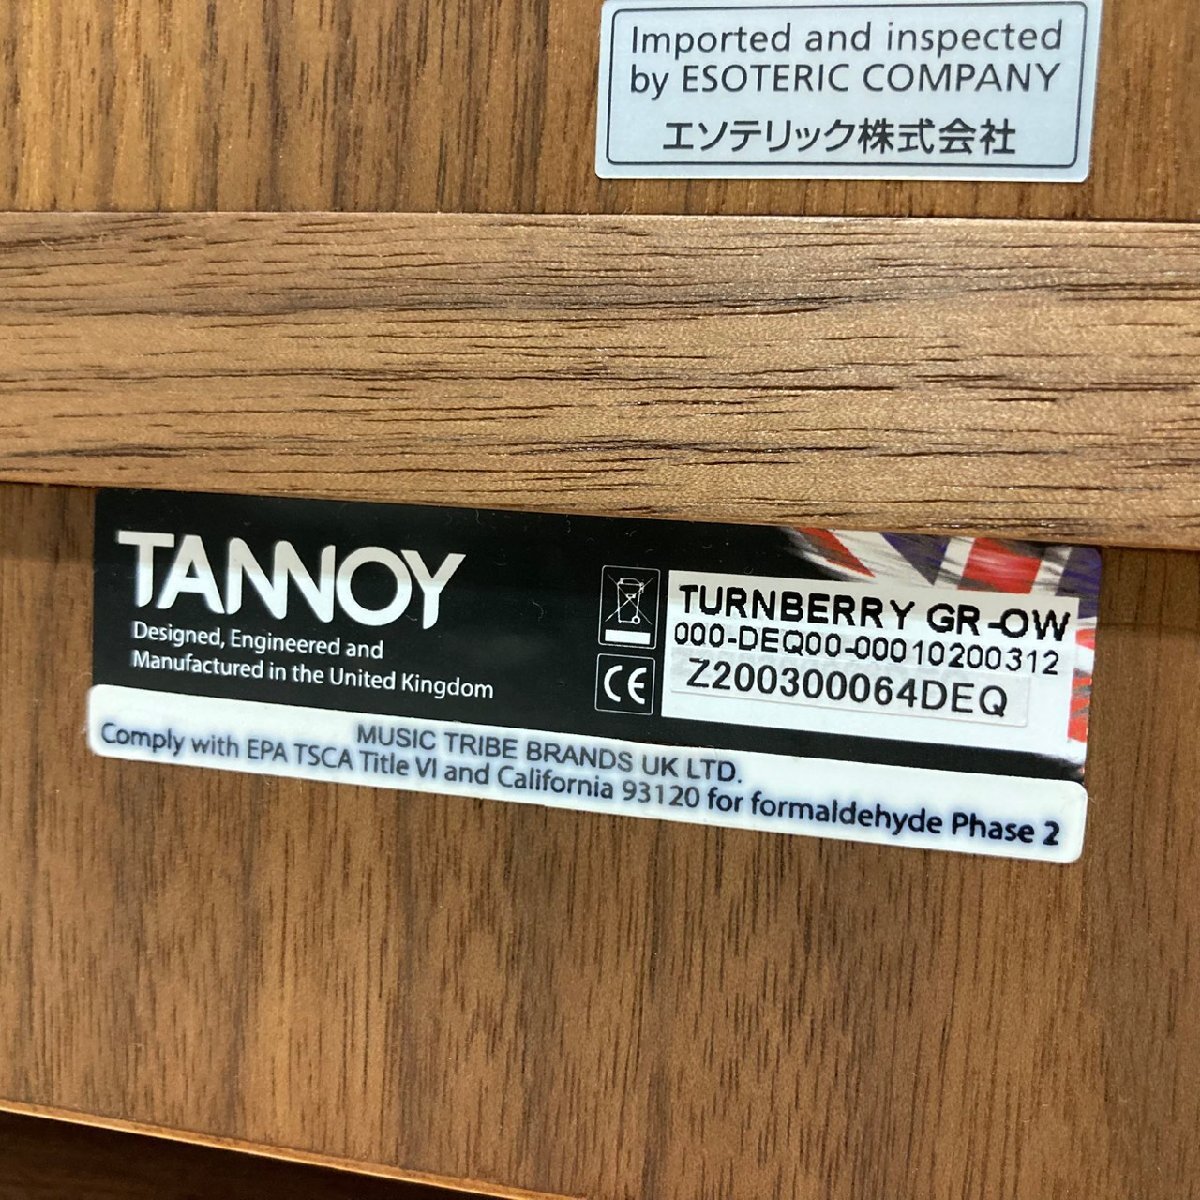 Imported and inspected
by ESOTERIC COMPANY
エソテリック株式会社
TANNOY
Designed, Engineered and
Manufactured in the United Kingdom
CE
TURNBERRY GR-OW
000-DEQ00-00010200312
Z200300064DEQ
MUSIC TRIBE BRANDS UK LTD.
Comply with EPA TSCA Title VI and California 93120 for formaldehyde Phase 2